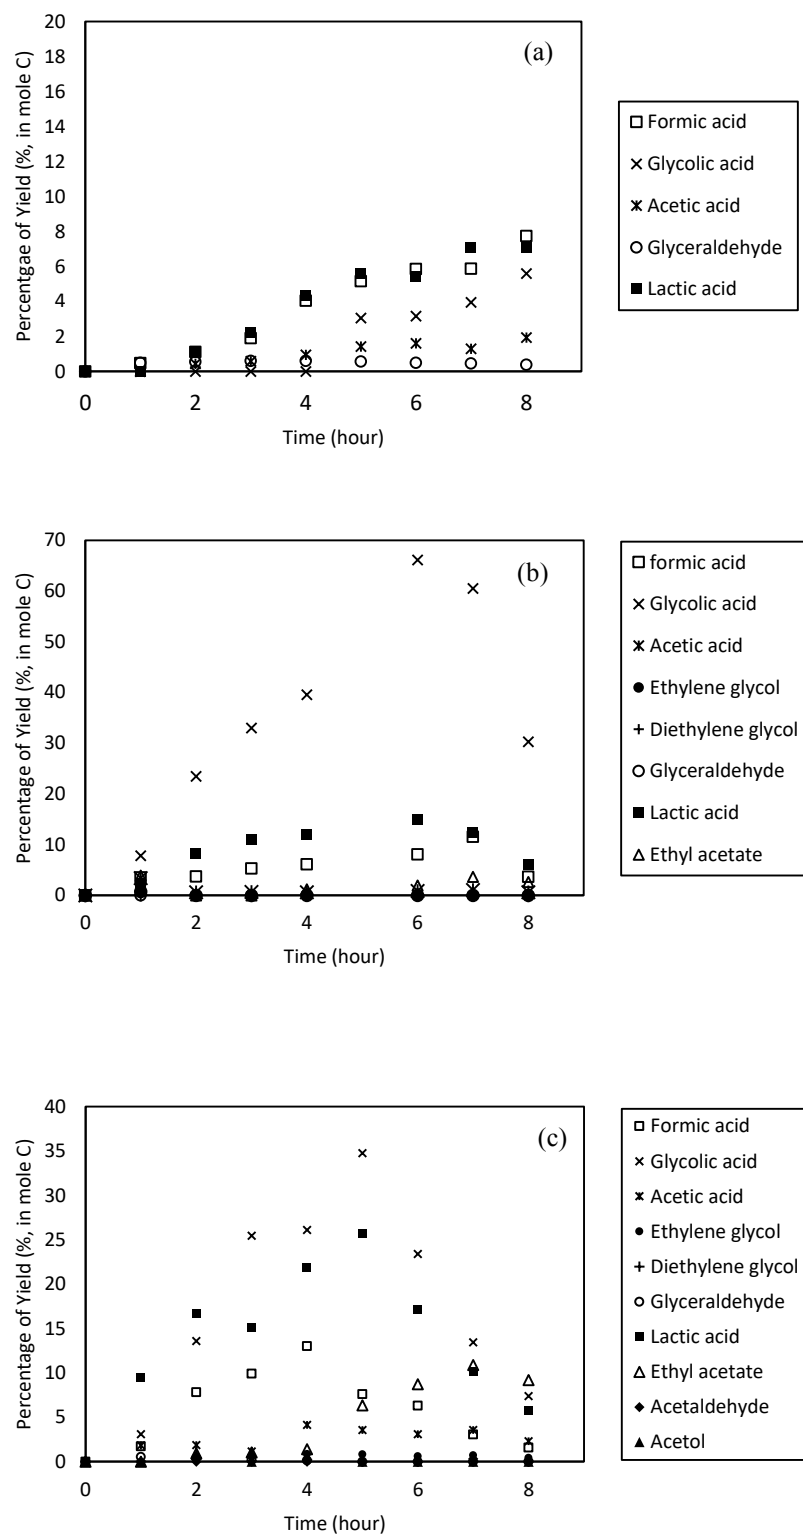 (a)
Percentgae of Yield (%, in mole C)
20
18
16
14
12
10
8
6
4
2
0
0 2 4 6 8
Time (hour)
Formic acid
Glycolic acid
Acetic acid
Glyceraldehyde
Lactic acid
(b)
Percentage of Yield (%, in mole C)
70
60
50
40
30
20
10
0
0 2 4 6 8
Time (hour)
formic acid
Glycolic acid
Acetic acid
Ethylene glycol
Diethylene glycol
Glyceraldehyde
Lactic acid
Ethyl acetate
(c)
Percentage of Yield (%, in mole C)
40
35
30
25
20
15
10
5
0
0 2 4 6 8
Time (hour)
Formic acid
Glycolic acid
Acetic acid
Ethylene glycol
Diethylene glycol
Glyceraldehyde
Lactic acid
Ethyl acetate
Acetaldehyde
Acetol